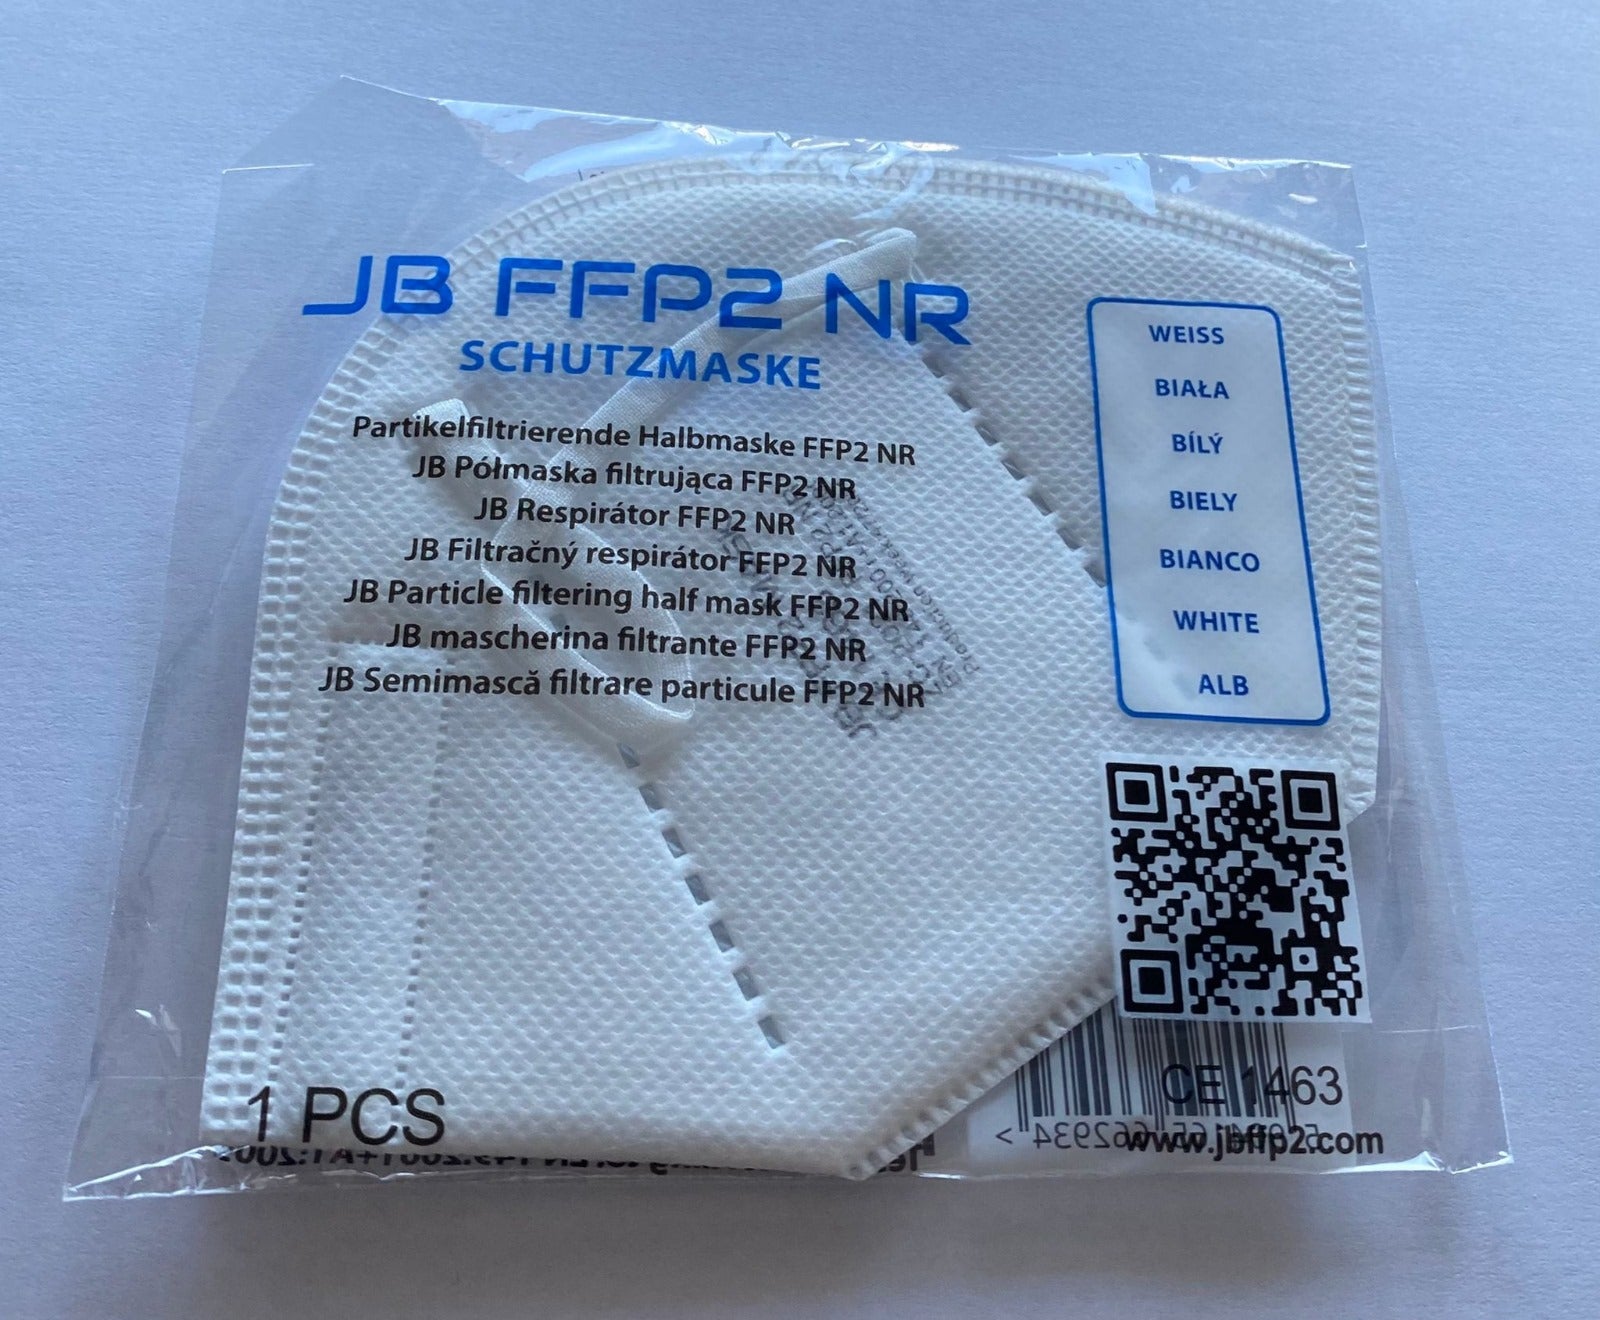 JB FFP2 NR
SCHUTZMASKE
Partikelfiltrierende Halbmaske FFP2 NR
JB Półmaska filtrująca FFP2 NR
JB Respirátor FFP2 NR
JB Filtračný respirátor FFP2 NR
JB Particle filtering half mask FFP2 NR
JB mascherina filtrante FFP2 NR
JB Semimască filtrare particule FFP2 NR
WEISS
BIAŁA
BÍLÝ
BIELY
BIANCO
WHITE
ALB
1 PCS
CE 1463
www.jbffp2.com